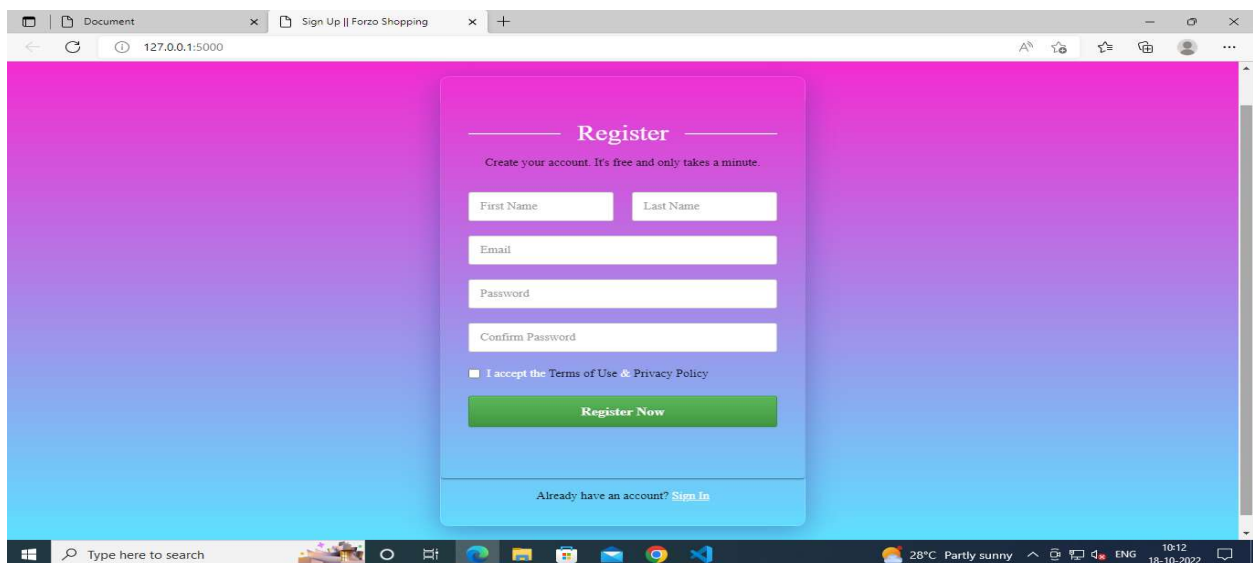 Document
Sign Up || Forzo Shopping
127.0.0.1:5000
Register
Create your account. It's free and only takes a minute.
First Name
Last Name
Email
Password
Confirm Password
I accept the Terms of Use & Privacy Policy
Register Now
Already have an account? Sign In
Type here to search
28°C Partly sunny
ENG
10:12
18-10-2022